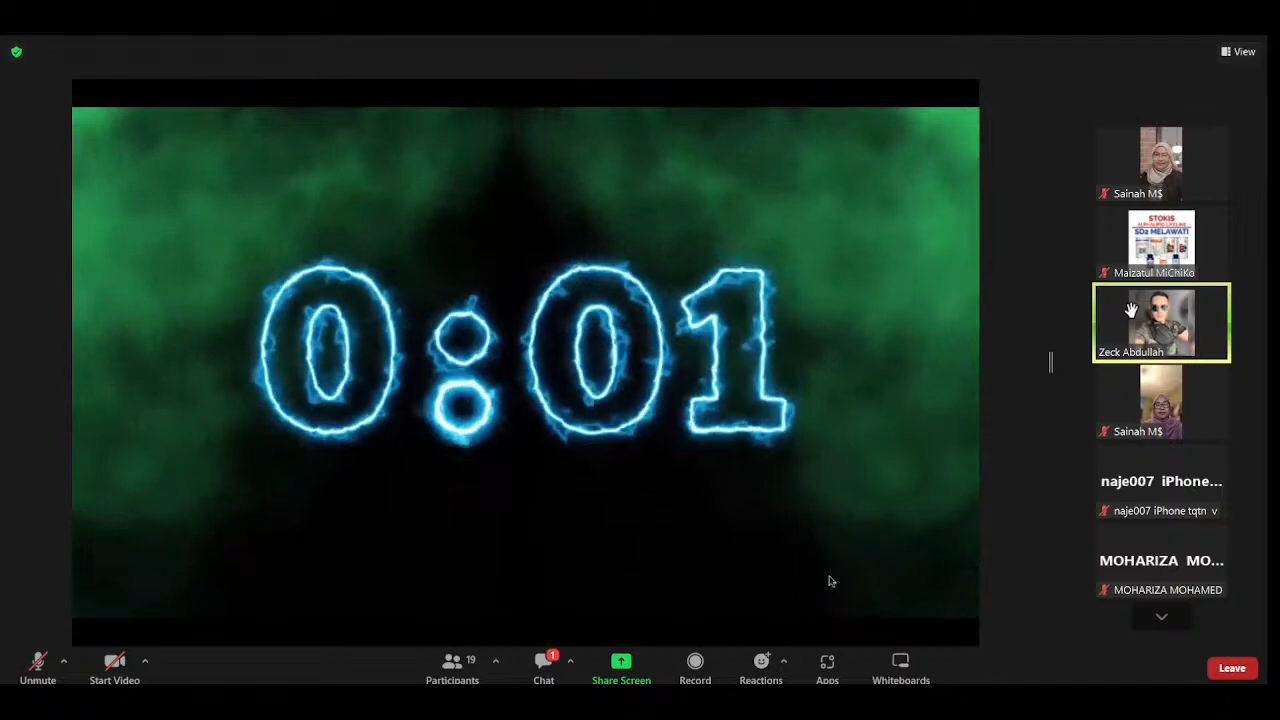 View
0:01
Sainah M$
STOKIS
SD2 MELAWATI
Maizatul MiChiKo
Zeck Abdullah
Sainah M$
naje007 iPhone...
naje007 iPhone tqtn v
MOHARIZA MO...
MOHARIZA MOHAMED
Unmute
Start Video
19
Participants
1
Chat
Share Screen
Record
Reactions
Apps
Whiteboards
Leave